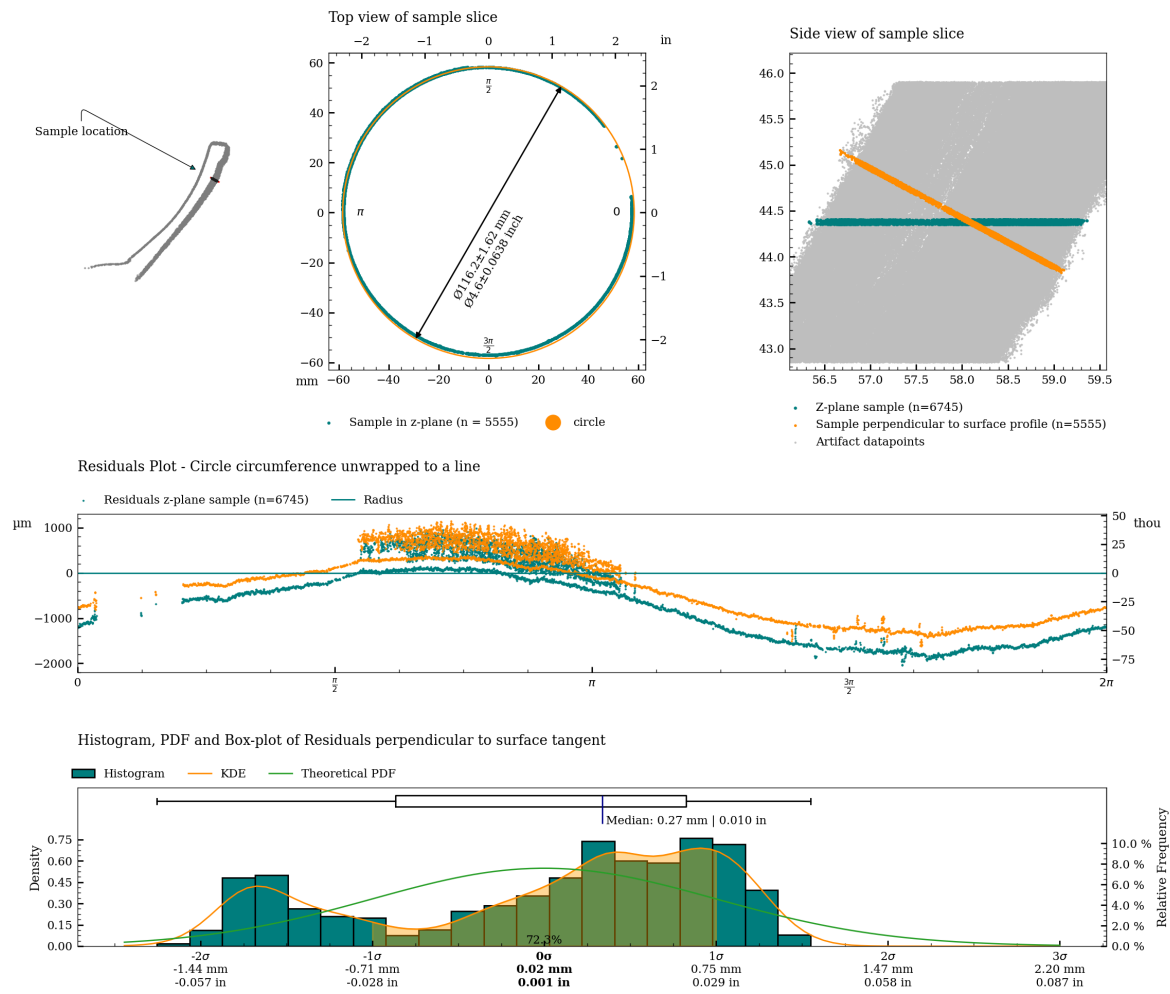 Top view of sample slice
−2 −1 0 1 2 in
Side view of sample slice
Sample location
60
40
20
0
−20
−40
−60
mm
−60 −40 −20 0 20 40 60
2
1
0
−1
−2
π/2
π
0
3π/2
Ø116.2±1.62 mm
Ø4.6±0.0638 inch
Sample in z-plane (n = 5555) circle
46.0
45.5
45.0
44.5
44.0
43.5
43.0
56.5 57.0 57.5 58.0 58.5 59.0 59.5
Z-plane sample (n=6745)
Sample perpendicular to surface profile (n=5555)
Artifact datapoints
Residuals Plot - Circle circumference unwrapped to a line
Residuals z-plane sample (n=6745) Radius
µm
1000
0
−1000
−2000
50
25
0
−25
−50
−75
thou
0 π/2 π 3π/2 2π
Histogram, PDF and Box-plot of Residuals perpendicular to surface tangent
Histogram KDE Theoretical PDF
Median: 0.27 mm | 0.010 in
Density
0.75
0.60
0.45
0.30
0.15
0.00
72.3%
10.0 %
8.0 %
6.0 %
4.0 %
2.0 %
0.0 %
Relative Frequency
-2σ -1σ 0σ 1σ 2σ 3σ
-1.44 mm -0.71 mm 0.02 mm 0.75 mm 1.47 mm 2.20 mm
-0.057 in -0.028 in 0.001 in 0.029 in 0.058 in 0.087 in